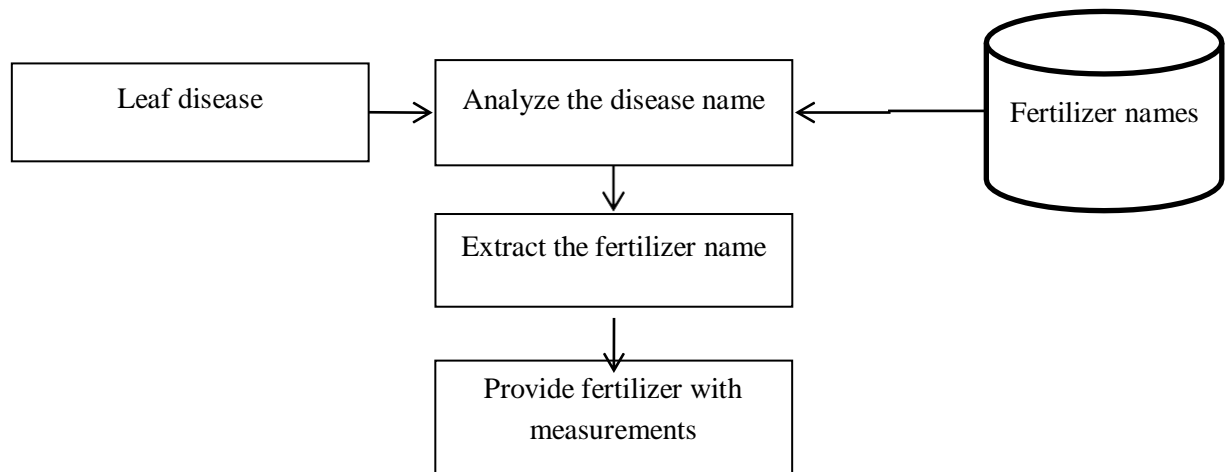 Leaf disease
Analyze the disease name
Fertilizer names
Extract the fertilizer name
Provide fertilizer with
measurements